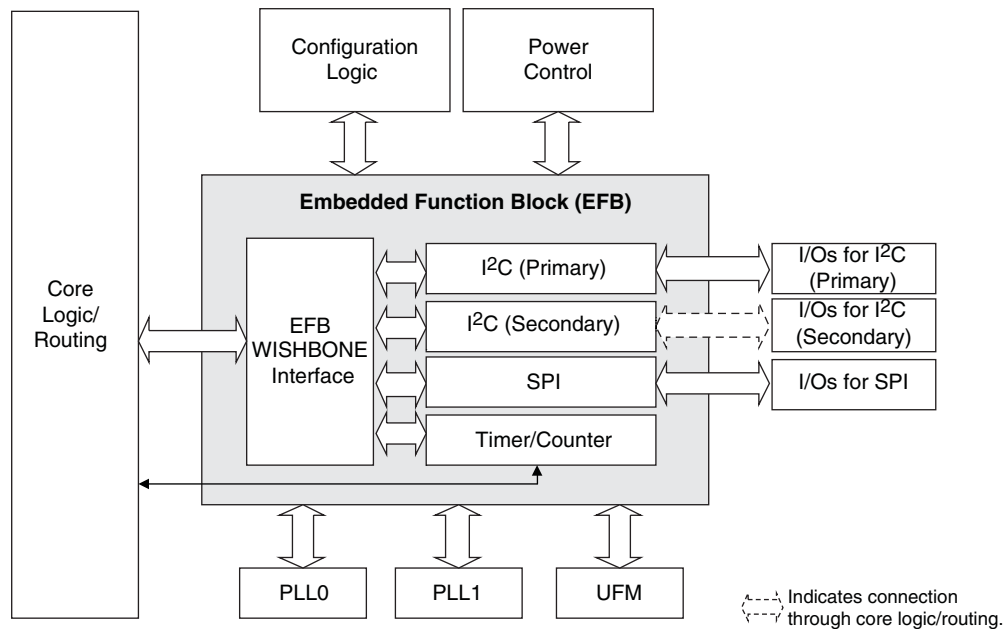 Configuration
Logic
Power
Control
Embedded Function Block (EFB)
Core
Logic/
Routing
EFB
WISHBONE
Interface
I²C (Primary)
I²C (Secondary)
SPI
Timer/Counter
I/Os for I²C
(Primary)
I/Os for I²C
(Secondary)
I/Os for SPI
PLL0
PLL1
UFM
Indicates connection
through core logic/routing.